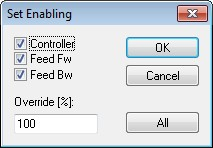 Set Enabling
Controller
OK
Feed Fw
Feed Bw
Cancel
Override [%]:
100
All